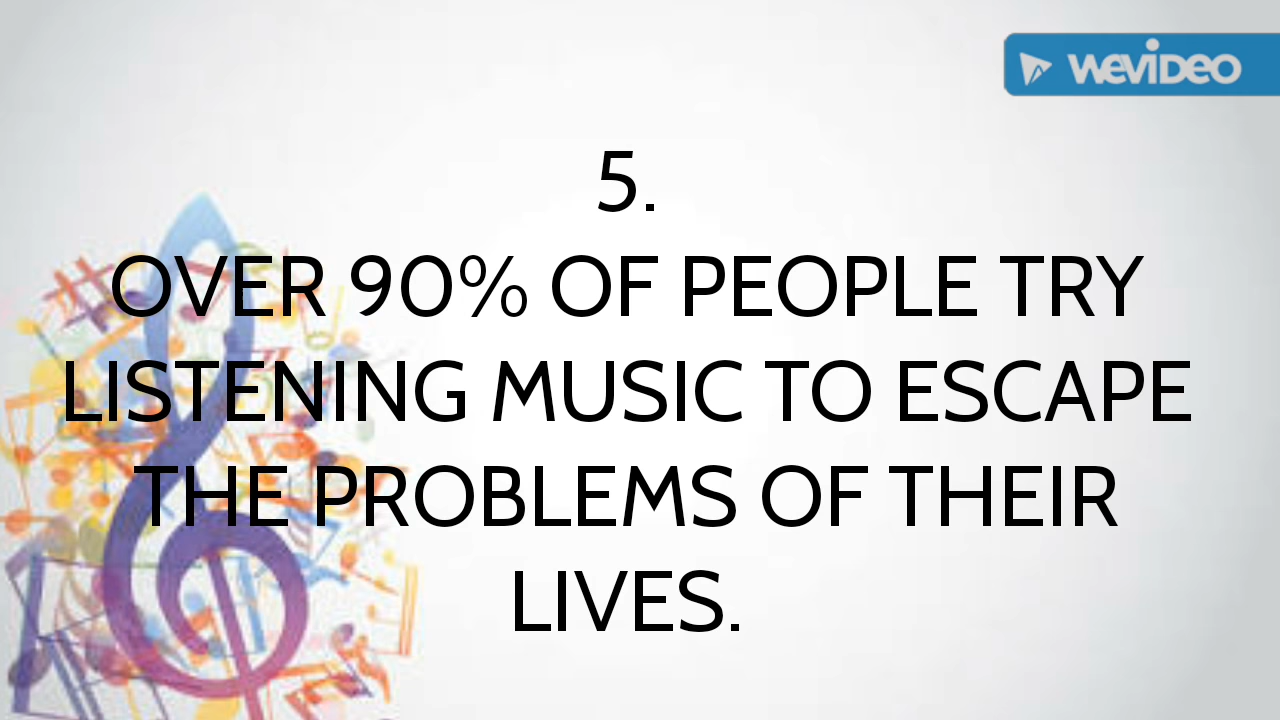 WEVIDEO
5.
OVER 90% OF PEOPLE TRY
LISTENING MUSIC TO ESCAPE
THE PROBLEMS OF THEIR
LIVES.